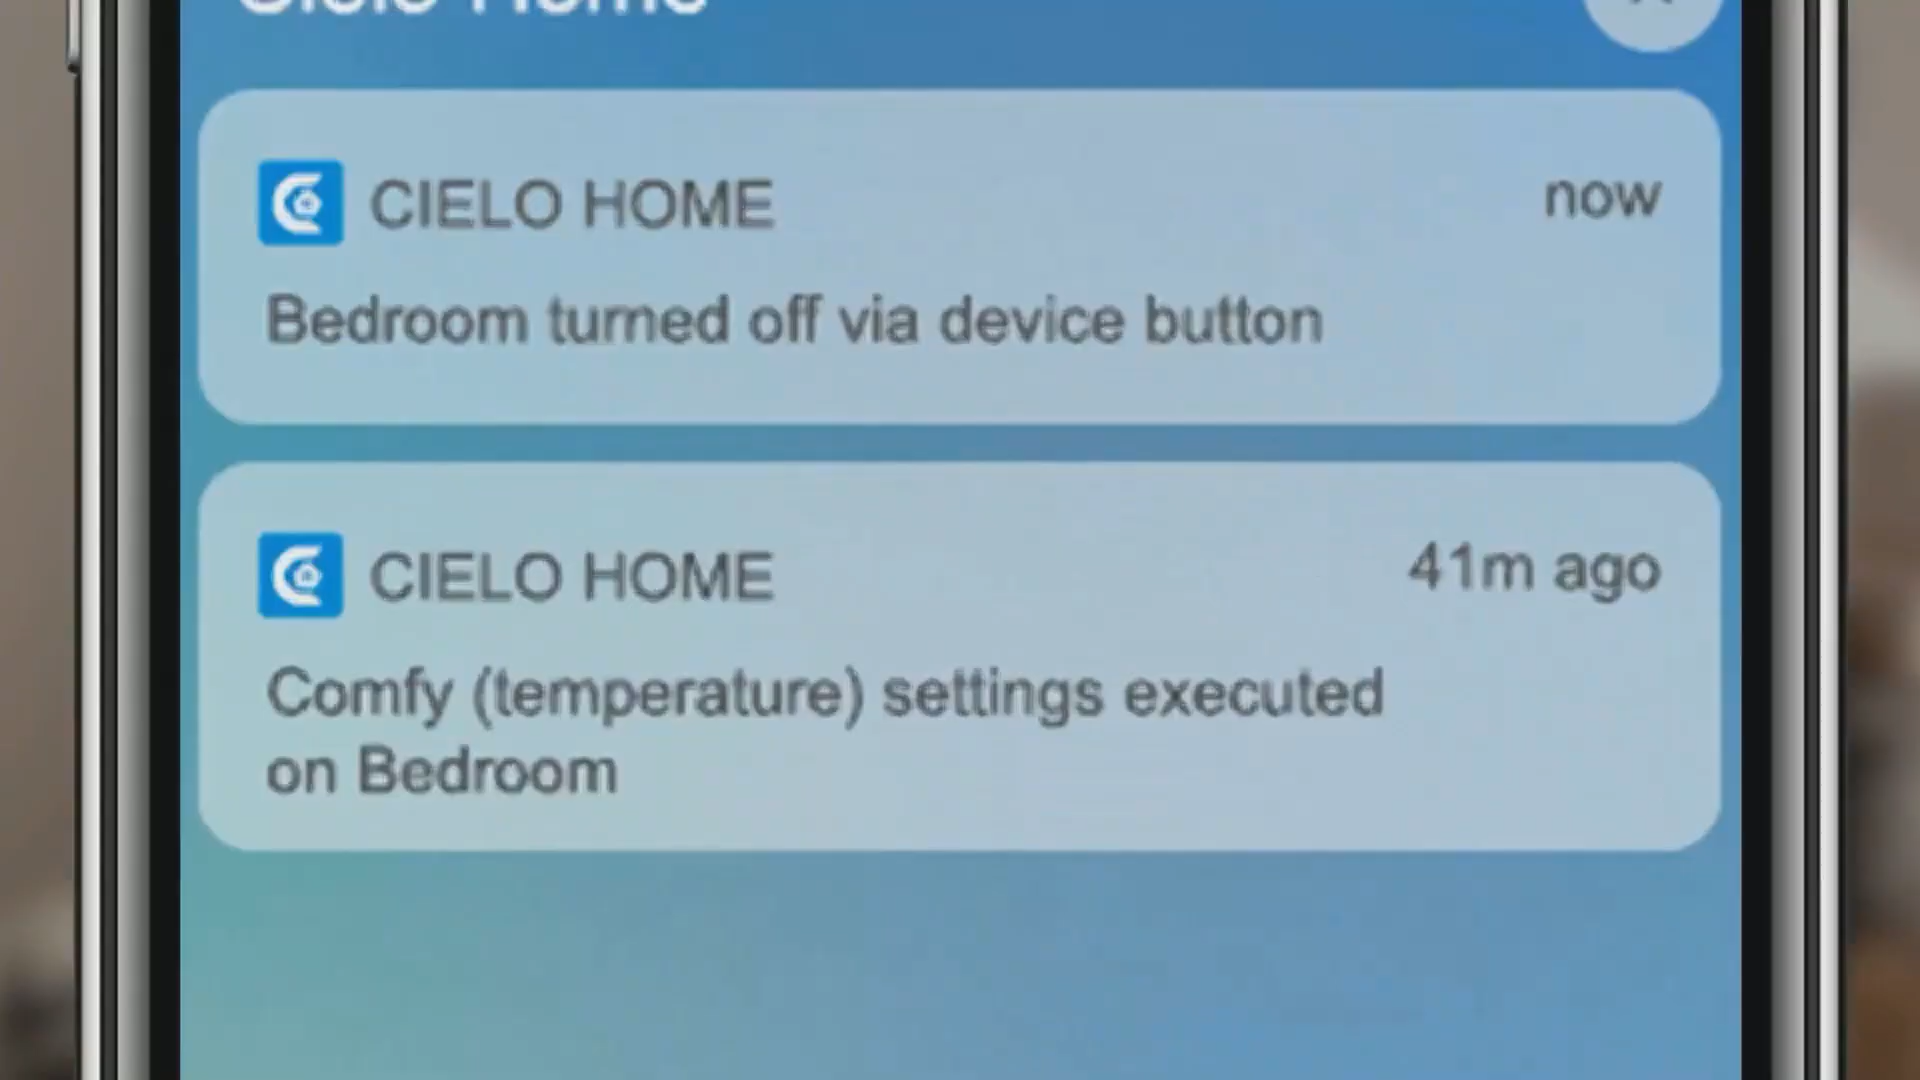 Cielo Home
CIELO HOME
now
Bedroom turned off via device button
CIELO HOME
41m ago
Comfy (temperature) settings executed
on Bedroom